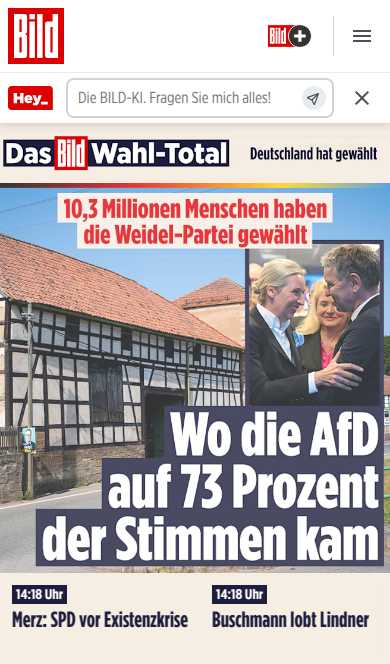 Bild
Bild +
Hey_
Die BILD-KI. Fragen Sie mich alles!
Das Bild Wahl-Total
Deutschland hat gewählt
10,3 Millionen Menschen haben
die Weidel-Partei gewählt
Wo die AfD
auf 73 Prozent
der Stimmen kam
14:18 Uhr
Merz: SPD vor Existenzkrise
14:18 Uhr
Buschmann lobt Lindner